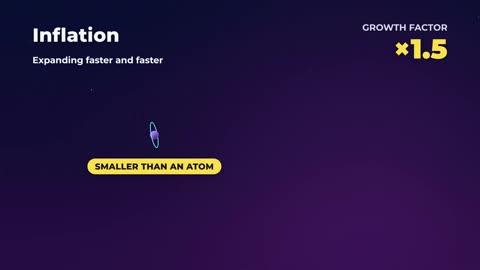 Inflation
Expanding faster and faster
GROWTH FACTOR
×1.5
SMALLER THAN AN ATOM